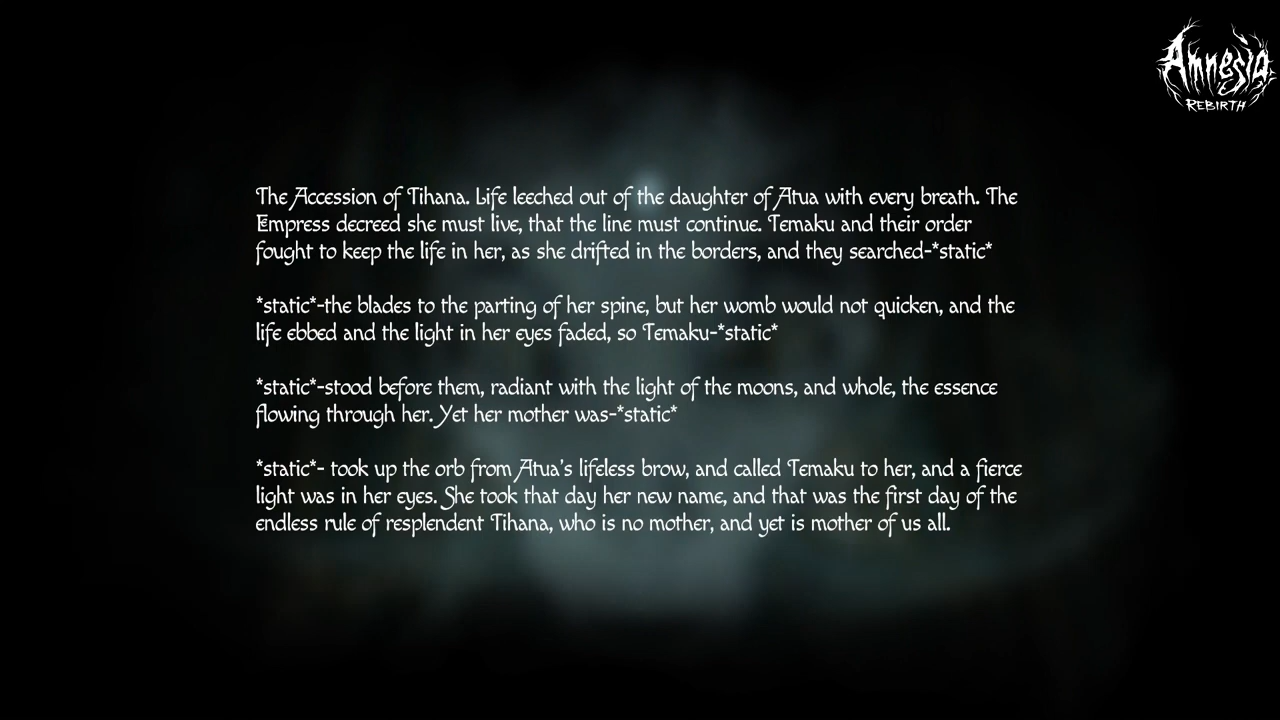 Amnesia
REBIRTH
The Accession of Tihana. Life leeched out of the daughter of Atua with every breath. The
Empress decreed she must live, that the line must continue. Temaku and their order
fought to keep the life in her, as she drifted in the borders, and they searched-*static*
*static*-the blades to the parting of her spine, but her womb would not quicken, and the
life ebbed and the light in her eyes faded, so Temaku-*static*
*static*-stood before them, radiant with the light of the moons, and whole, the essence
flowing through her. Yet her mother was-*static*
*static*- took up the orb from Atua's lifeless brow, and called Temaku to her, and a fierce
light was in her eyes. She took that day her new name, and that was the first day of the
endless rule of resplendent Tihana, who is no mother, and yet is mother of us all.